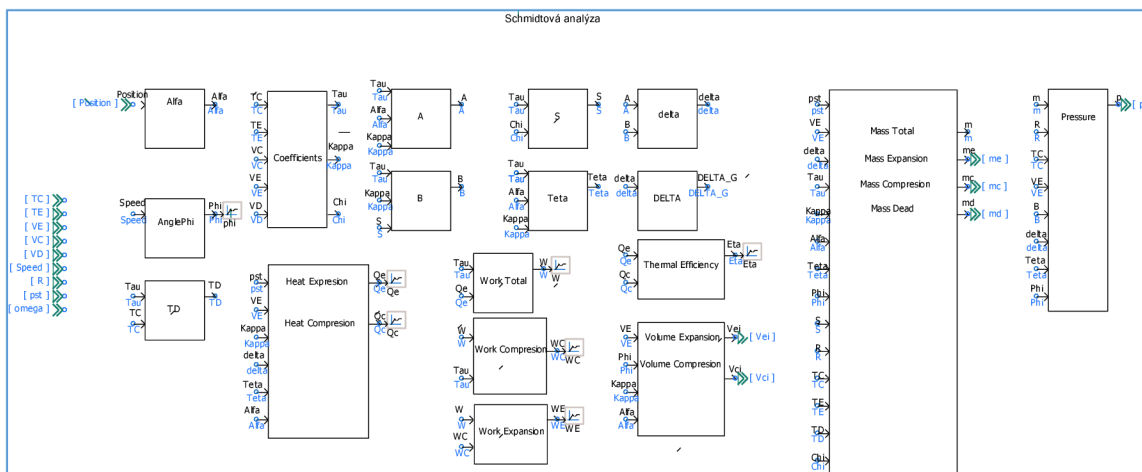 Schmidtová analýza
[ Position ]
Position
Alfa
Alfa
Alfa
TC
TC
TE
TE
VC
VC
VE
VE
VD
VD
Coefficients
Tau
Tau
Kappa
Kappa
Chi
Chi
Tau
Tau
Alfa
Alfa
Kappa
Kappa
A
A
A
Tau
Tau
Chi
Chi
S
S
S
A
A
B
B
delta
delta
delta
Tau
Tau
Kappa
Kappa
S
S
B
B
B
Tau
Tau
Alfa
Alfa
Kappa
Kappa
Teta
Teta
Teta
delta
delta
DELTA
DELTA_G
DELTA_G
[ TC ]
[ TE ]
[ VE ]
[ VC ]
[ VD ]
[ Speed ]
[ R ]
[ pst ]
[ omega ]
Speed
Speed
AnglePhi
Phi
Phi
phi
Tau
Tau
TC
TC
TD
TD
TD
pst
pst
VE
VE
Kappa
Kappa
delta
delta
Teta
Teta
Alfa
Alfa
Heat Expresion
Heat Compresion
Qe
Qe
Qe
Qc
Qc
Qc
Tau
Tau
Qe
Qe
Work Total
W
W
W
W
W
Tau
Tau
Work Compresion
WC
WC
WC
W
W
WC
WC
Work Expansion
WE
WE
WE
Qe
Qe
Qc
Qc
Thermal Efficiency
Eta
Eta
Eta
VE
VE
Phi
Phi
Kappa
Kappa
Alfa
Alfa
Volume Expansion
Volume Compresion
Vei
[ Vei ]
Vci
[ Vci ]
pst
pst
VE
VE
delta
delta
Tau
Tau
Kappa
Kappa
Alfa
Alfa
Teta
Teta
Phi
Phi
S
S
R
R
TC
TC
TE
TE
TD
TD
Chi
Chi
Mass Total
Mass Expansion
Mass Compresion
Mass Dead
m
m
me
[ me ]
mc
[ mc ]
md
[ md ]
m
m
R
R
TC
TC
VE
VE
B
B
delta
delta
Teta
Teta
Phi
Phi
Pressure
p
[ p